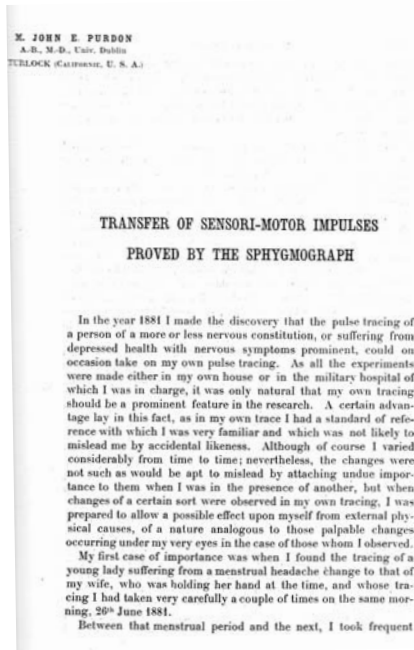 M. JOHN E. PURDON
A.-B., M.-D., Univ. Dublin
TURLOCK (CALIFORNIE, U. S. A.)
TRANSFER OF SENSORI-MOTOR IMPULSES
PROVED BY THE SPHYGMOGRAPH
In the year 1881 I made the discovery that the pulse tracing of
a person of a more or less nervous constitution, or suffering from
depressed health with nervous symptoms prominent, could on
occasion take on my own pulse tracing. As all the experiments
were made either in my own house or in the military hospital of
which I was in charge, it was only natural that my own tracing
should be a prominent feature in the research. A certain advan-
tage lay in this fact, as in my own trace I had a standard of refe-
rence with which I was very familiar and which was not likely to
mislead me by accidental likeness. Although of course I varied
considerably from time to time; nevertheless, the changes were
not such as would be apt to mislead by attaching undue impor-
tance to them when I was in the presence of another, but when
changes of a certain sort were observed in my own tracing, I was
prepared to allow a possible effect upon myself from external phy-
sical causes, of a nature analogous to those palpable changes
occurring under my very eyes in the case of those whom I observed.
My first case of importance was when I found the tracing of a
young lady suffering from a menstrual headache change to that of
my wife, who was holding her hand at the time, and whose tra-
cing I had taken very carefully a couple of times on the same mor-
ning, 26th June 1881.
Between that menstrual period and the next, I took frequent